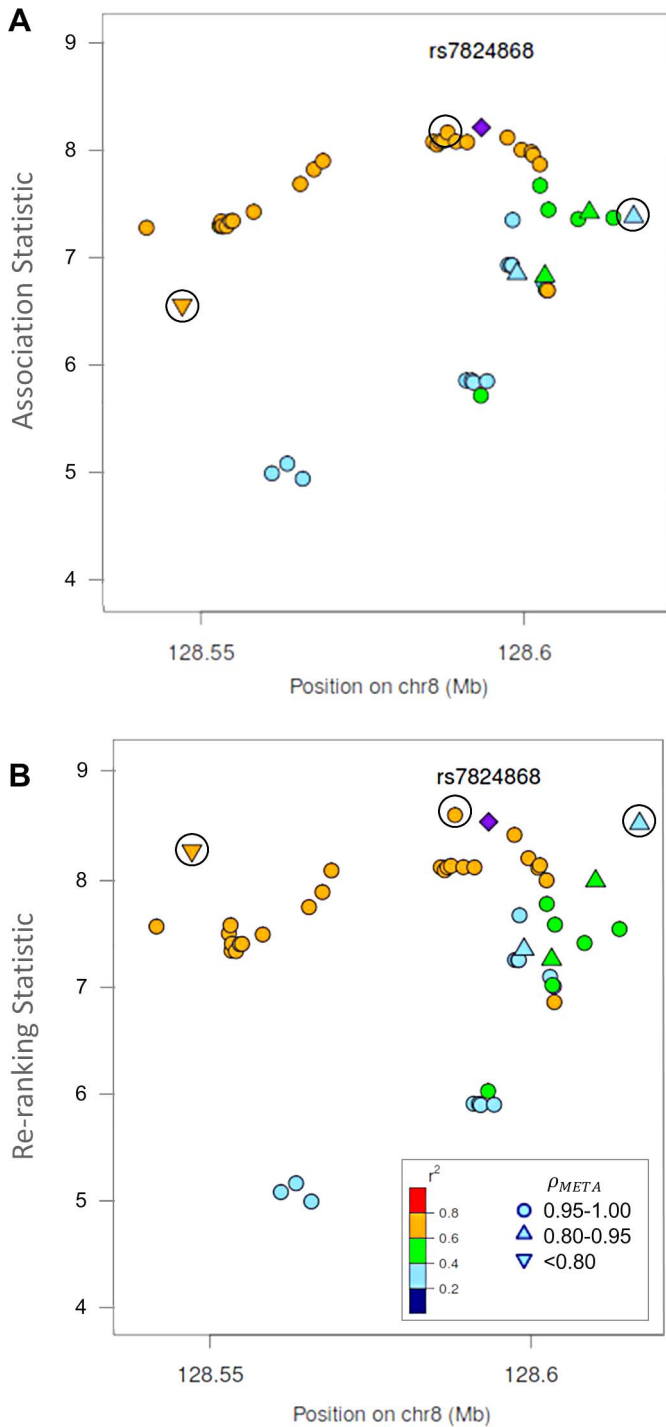 A
rs7824868
9
8
7
6
5
4
Association Statistic
128.55 128.6
Position on chr8 (Mb)
B
rs7824868
9
8
7
6
5
4
Re-ranking Statistic
r²
0.8
0.6
0.4
0.2
ρMETA
0.95-1.00
0.80-0.95
<0.80
128.55 128.6
Position on chr8 (Mb)